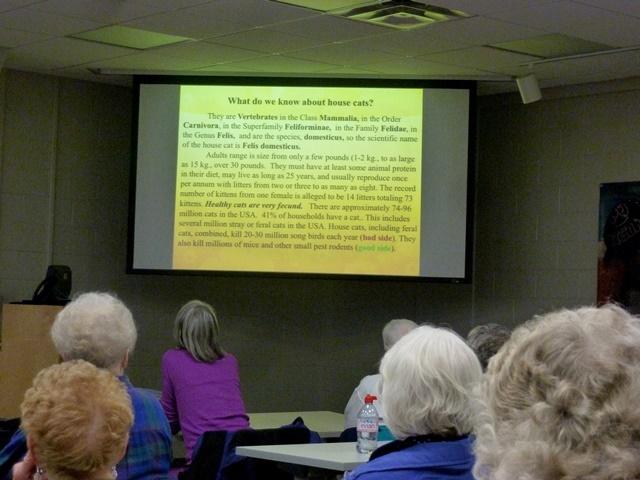 What do we know about house cats?
They are Vertebrates in the Class Mammalia, in the Order
Carnivora, in the Superfamily Feliforminae, in the Family Felidae, in
the Genus Felis, and are the species, domesticus, so the scientific name
of the house cat is Felis domesticus.
Adults range is size from only a few pounds (1-2 kg., to as large
as 15 kg., over 30 pounds. They must have at least some animal protein
in their diet, may live as long as 25 years, and usually reproduce once
per annum with litters from two or three to as many as eight. The record
number of kittens from one female is alleged to be 14 litters totaling 73
kittens. Healthy cats are very fecund. There are approximately 74-96
million cats in the USA. 41% of households have a cat.. This includes
several million stray or feral cats in the USA. House cats, including feral
cats, combined, kill 20-30 million song birds each year (bad side). They
also kill millions of mice and other small pest rodents (good side).